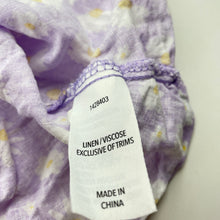 1428403
LINEN/VISCOSE
EXCLUSIVE OF TRIMS
MADE IN
CHINA